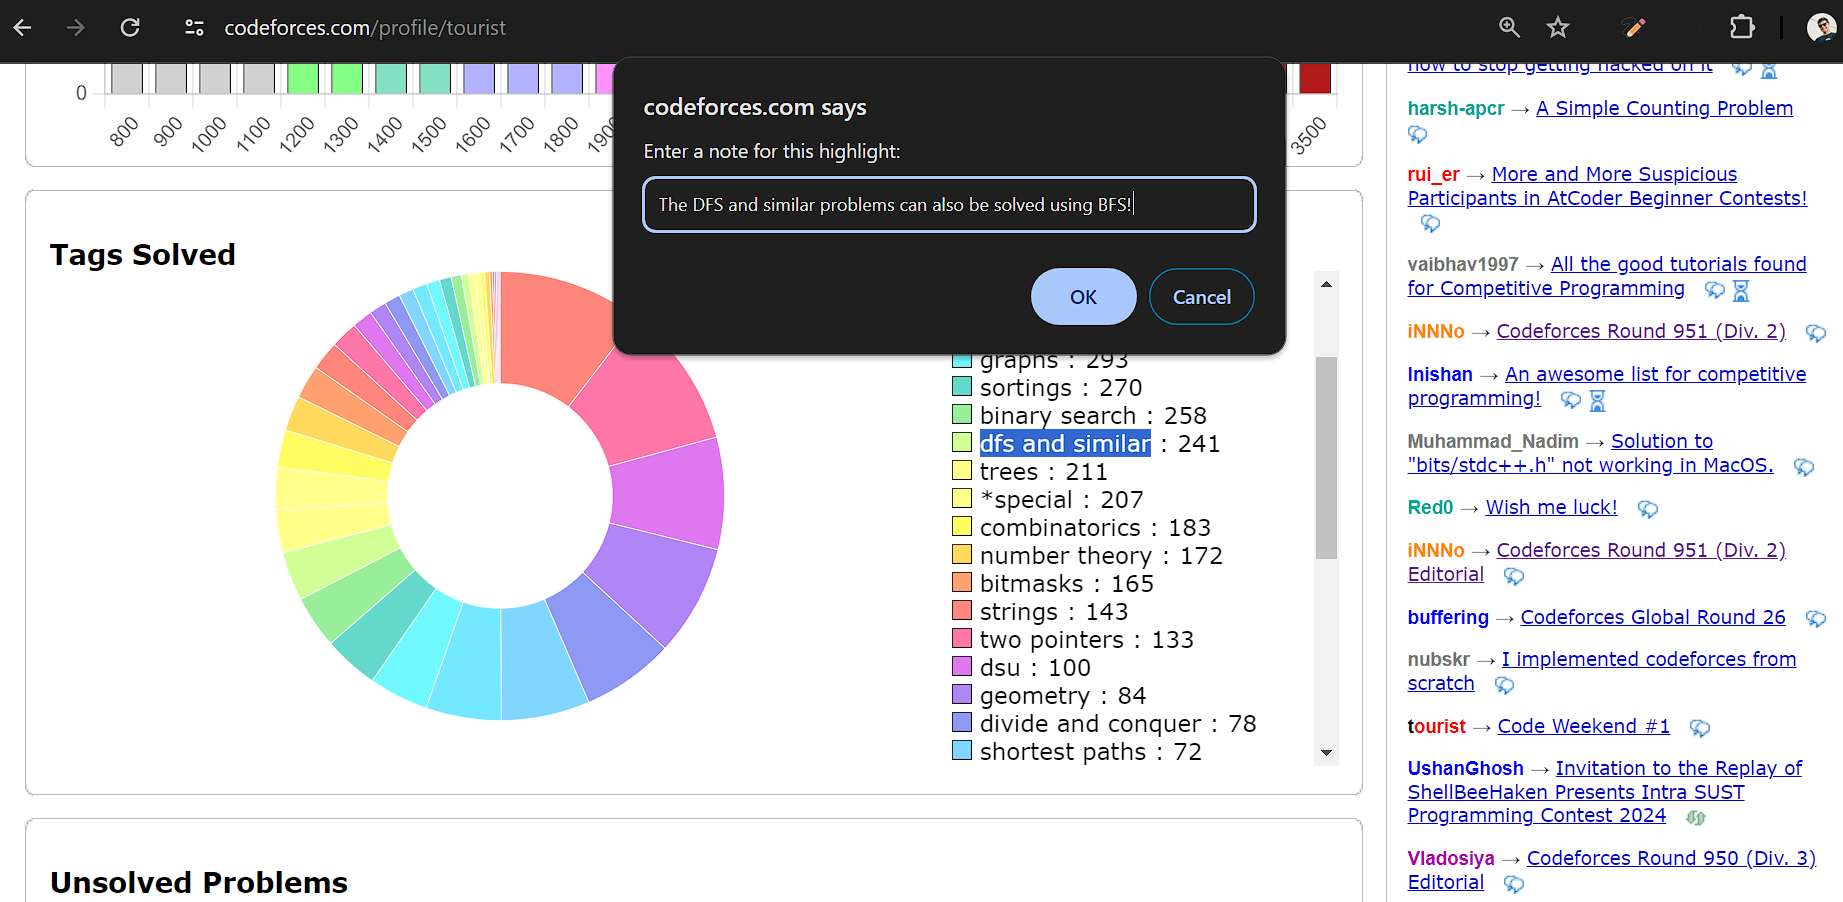 codeforces.com/profile/tourist
0
800
900
1000
1100
1200
1300
1400
1500
1600
1700
1800
3500
codeforces.com says
Enter a note for this highlight:
The DFS and similar problems can also be solved using BFS!
OK
Cancel
Tags Solved
graphs : 293
sortings : 270
binary search : 258
dfs and similar : 241
trees : 211
*special : 207
combinatorics : 183
number theory : 172
bitmasks : 165
strings : 143
two pointers : 133
dsu : 100
geometry : 84
divide and conquer : 78
shortest paths : 72
Unsolved Problems
how to stop getting hacked on it
harsh-apcr → A Simple Counting Problem
rui_er → More and More Suspicious
Participants in AtCoder Beginner Contests!
vaibhav1997 → All the good tutorials found
for Competitive Programming
iNNNo → Codeforces Round 951 (Div. 2)
Inishan → An awesome list for competitive
programming!
Muhammad_Nadim → Solution to
"bits/stdc++.h" not working in MacOS.
Red0 → Wish me luck!
iNNNo → Codeforces Round 951 (Div. 2)
Editorial
buffering → Codeforces Global Round 26
nubskr → I implemented codeforces from
scratch
tourist → Code Weekend #1
UshanGhosh → Invitation to the Replay of
ShellBeeHaken Presents Intra SUST
Programming Contest 2024
Vladosiya → Codeforces Round 950 (Div. 3)
Editorial